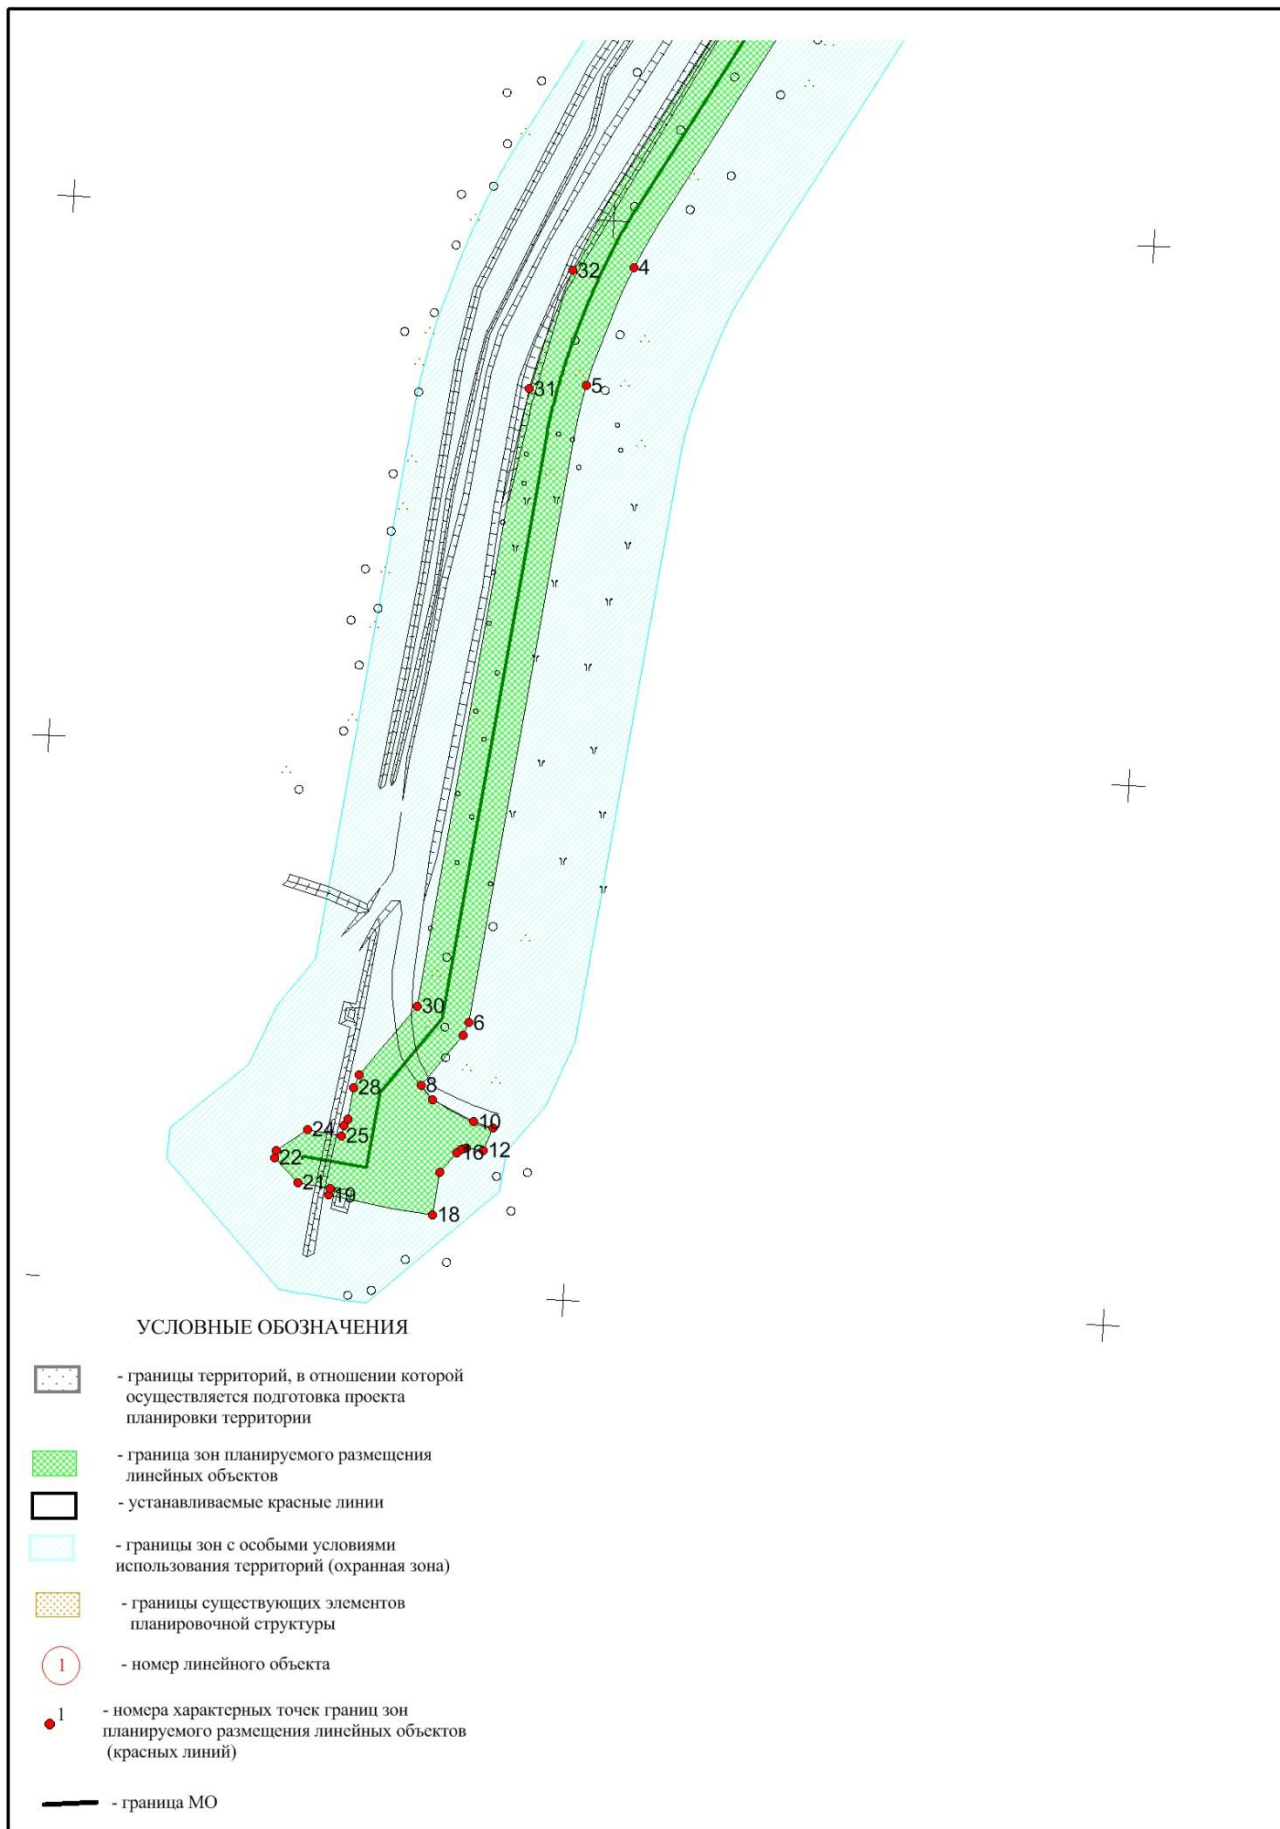 32
4
31
5
30
6
8
28
10
24
25
16
12
22
21
19
18
УСЛОВНЫЕ ОБОЗНАЧЕНИЯ
- границы территорий, в отношении которой
осуществляется подготовка проекта
планировки территории
- граница зон планируемого размещения
линейных объектов
- устанавливаемые красные линии
- границы зон с особыми условиями
использования территорий (охранная зона)
- границы существующих элементов
планировочной структуры
1
- номер линейного объекта
1
- номера характерных точек границ зон
планируемого размещения линейных объектов
(красных линий)
- граница МО